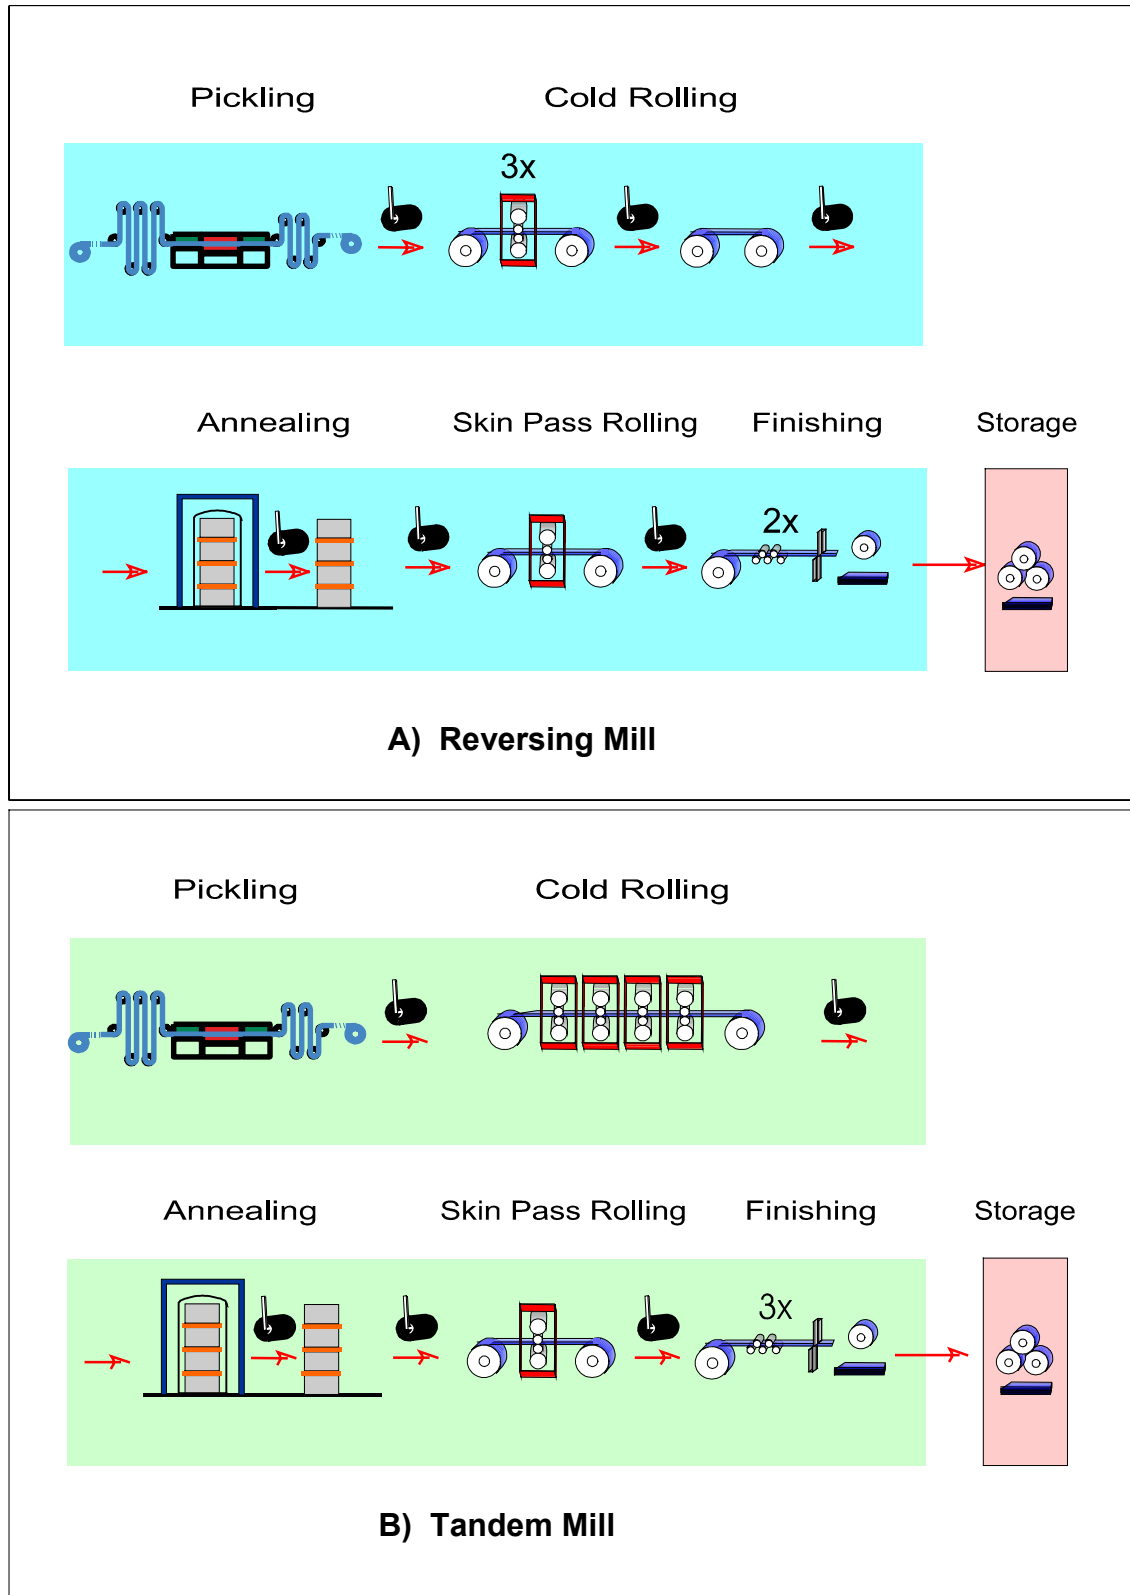 Pickling Cold Rolling
3x
Annealing Skin Pass Rolling Finishing Storage
2x
A) Reversing Mill
Pickling Cold Rolling
Annealing Skin Pass Rolling Finishing Storage
3x
B) Tandem Mill